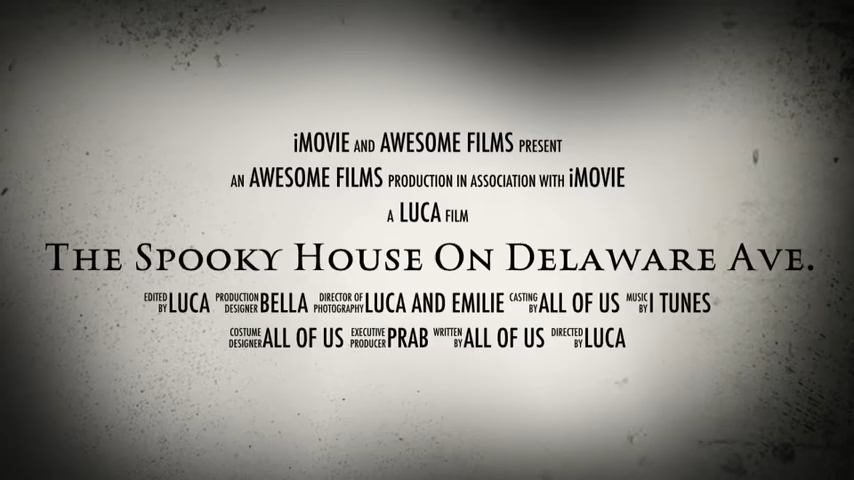 iMOVIE AND AWESOME FILMS PRESENT
AN AWESOME FILMS PRODUCTION IN ASSOCIATION WITH iMOVIE
A LUCA FILM
THE SPOOKY HOUSE ON DELAWARE AVE.
EDITED BY LUCA PRODUCTION DESIGNER BELLA DIRECTOR OF PHOTOGRAPHY LUCA AND EMILIE CASTING BY ALL OF US MUSIC BY I TUNES
COSTUME DESIGNER ALL OF US EXECUTIVE PRODUCER PRAB WRITTEN BY ALL OF US DIRECTED BY LUCA